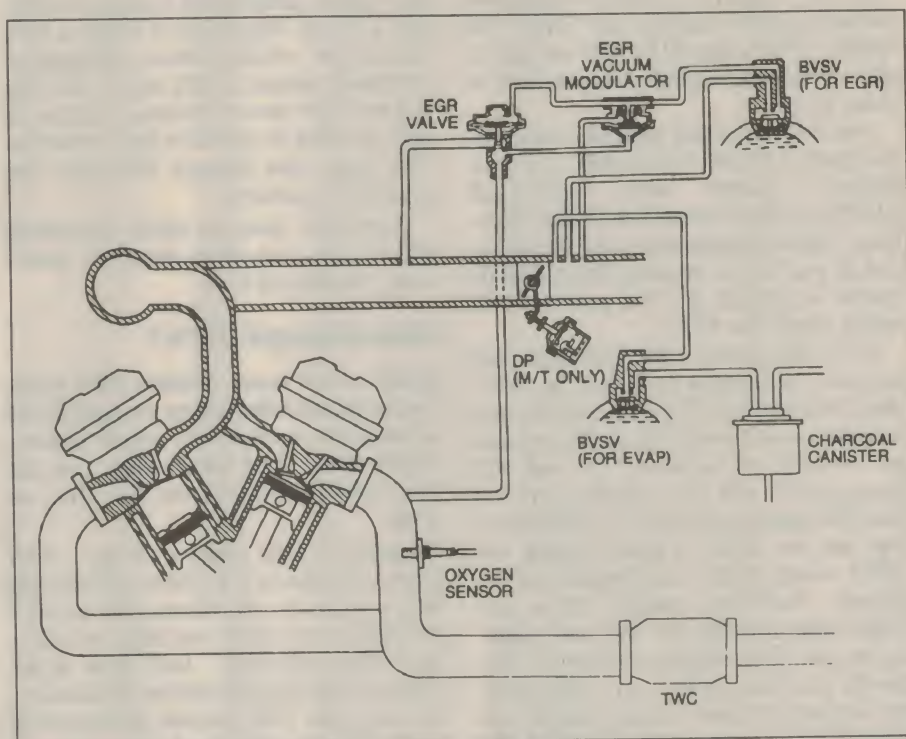 EGR
VACUUM
MODULATOR
BVSV
(FOR EGR)
EGR
VALVE
DP
(M/T ONLY)
BVSV
(FOR EVAP)
CHARCOAL
CANISTER
OXYGEN
SENSOR
TWC